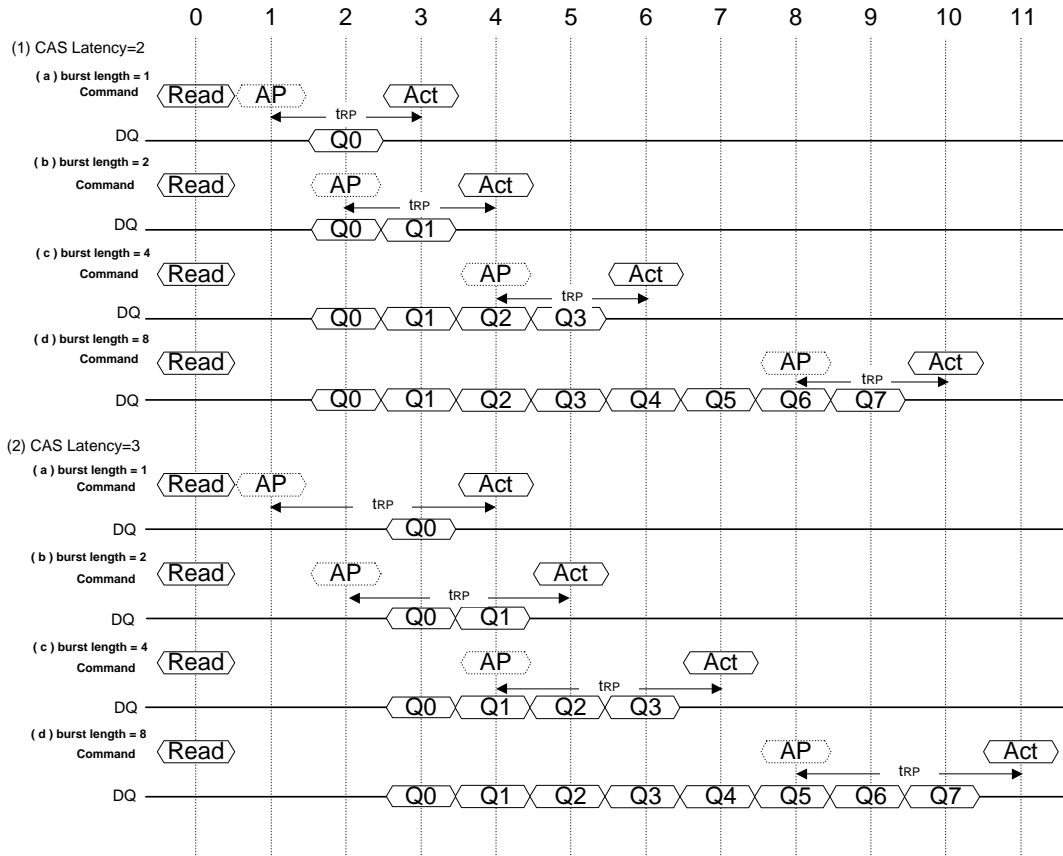 0 1 2 3 4 5 6 7 8 9 10 11
(1) CAS Latency=2
( a ) burst length = 1
Command Read AP Act
tRP
DQ Q0
( b ) burst length = 2
Command Read AP Act
tRP
DQ Q0 Q1
( c ) burst length = 4
Command Read AP Act
tRP
DQ Q0 Q1 Q2 Q3
( d ) burst length = 8
Command Read AP Act
tRP
DQ Q0 Q1 Q2 Q3 Q4 Q5 Q6 Q7
(2) CAS Latency=3
( a ) burst length = 1
Command Read AP Act
tRP
DQ Q0
( b ) burst length = 2
Command Read AP Act
tRP
DQ Q0 Q1
( c ) burst length = 4
Command Read AP Act
tRP
DQ Q0 Q1 Q2 Q3
( d ) burst length = 8
Command Read AP Act
tRP
DQ Q0 Q1 Q2 Q3 Q4 Q5 Q6 Q7